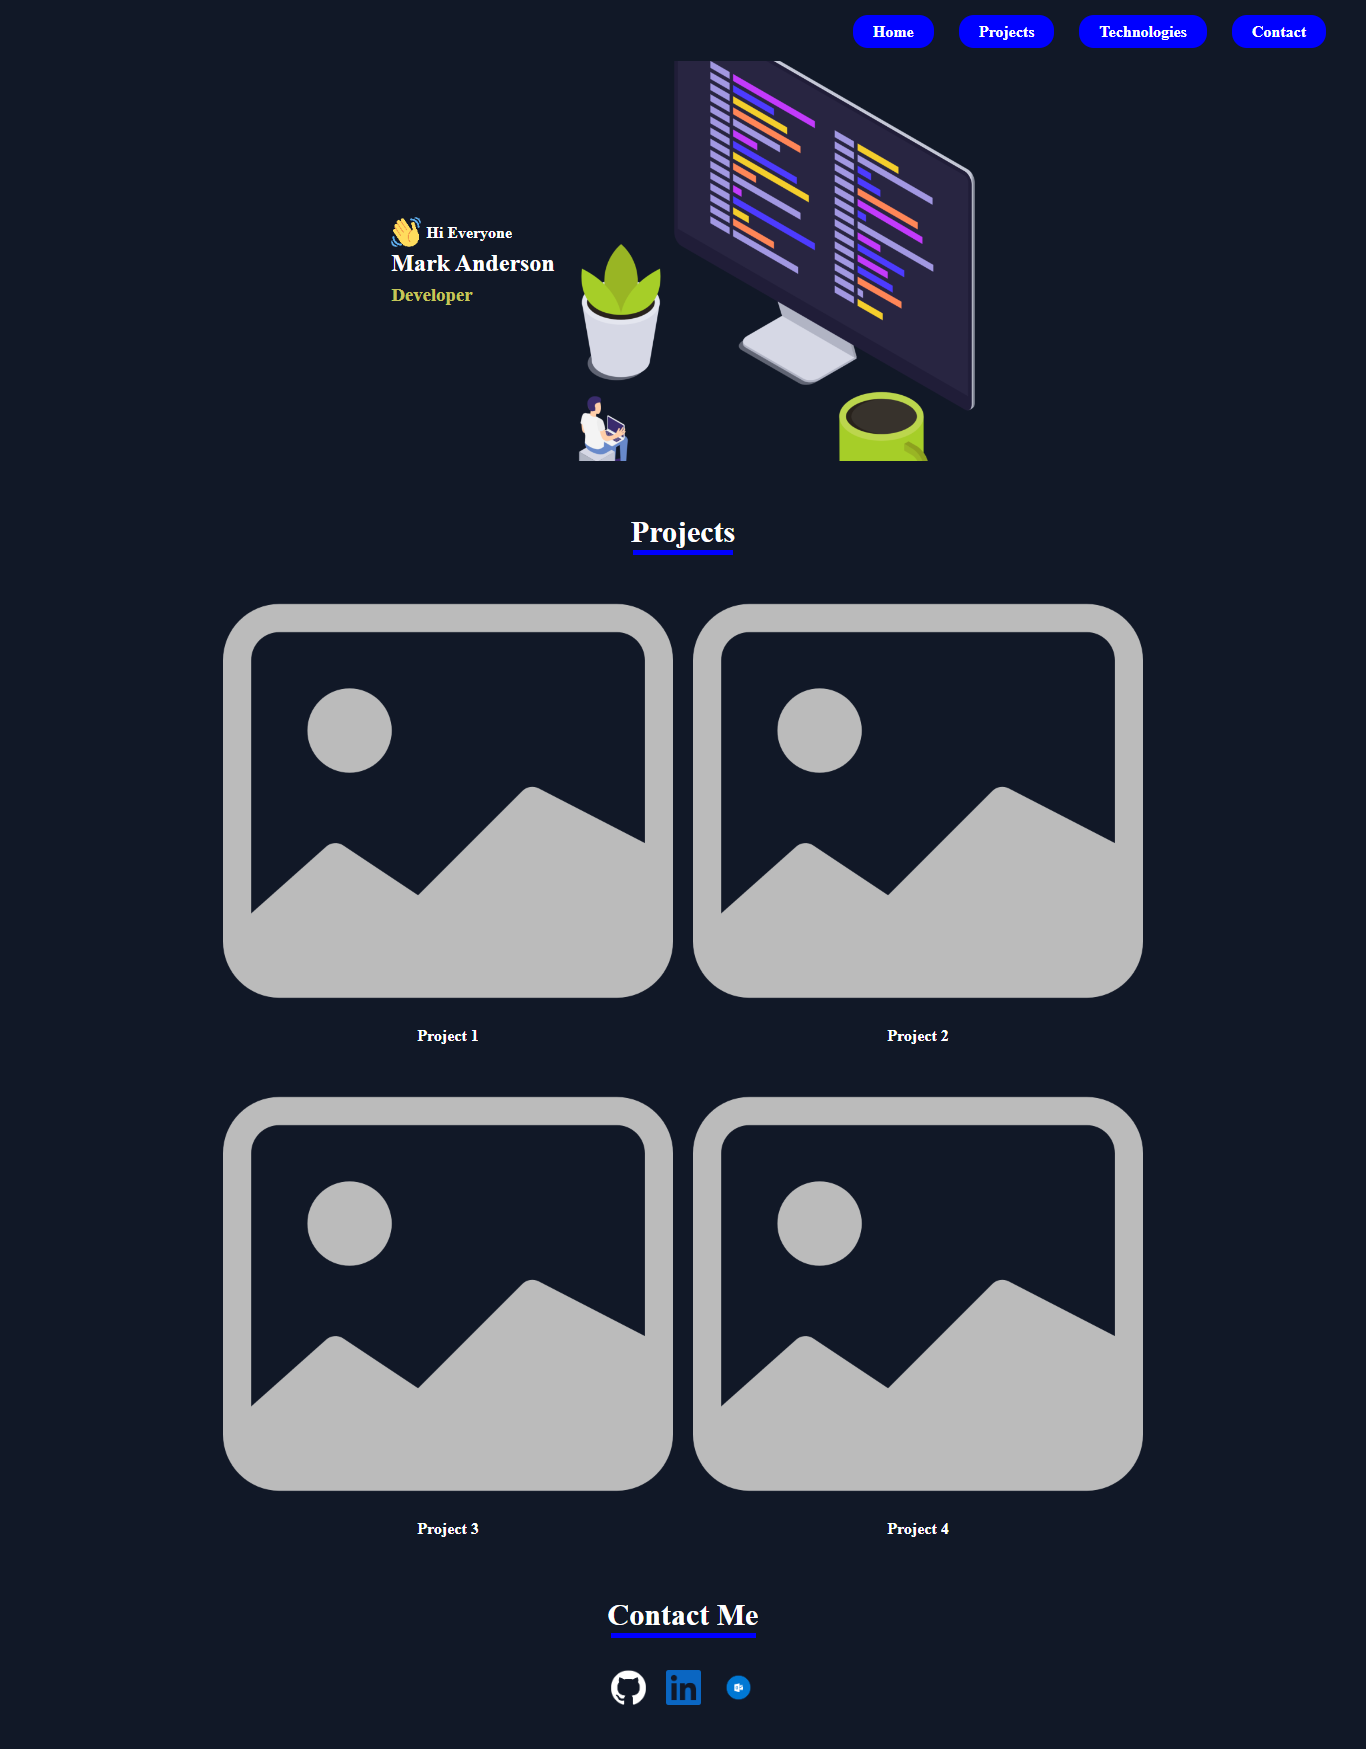 Home Projects Technologies Contact
Hi Everyone
Mark Anderson
Developer
Projects
Project 1
Project 2
Project 3
Project 4
Contact Me
in